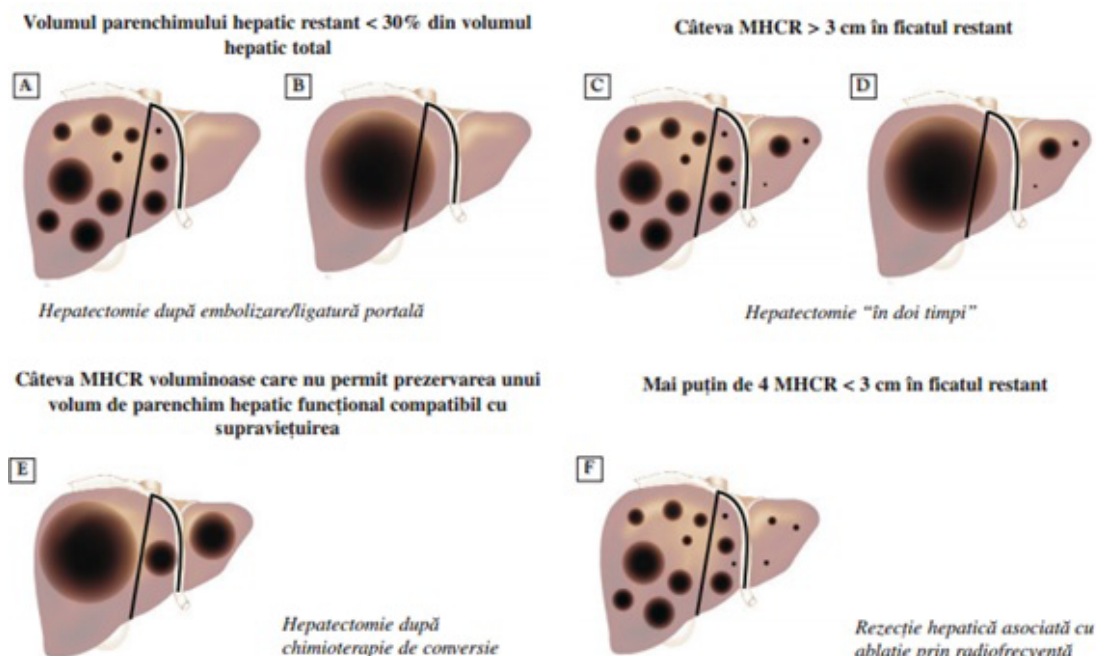 Volumul parenchimului hepatic restant < 30% din volumul
hepatic total
Câteva MHCR > 3 cm în ficatul restant
A
B
C
D
Hepatectomie după embolizare/ligatură portală
Hepatectomie “în doi timpi”
Câteva MHCR voluminoase care nu permit prezervarea unui
volum de parenchim hepatic funcțional compatibil cu
supraviețuirea
Mai puțin de 4 MHCR < 3 cm în ficatul restant
E
F
Hepatectomie după
chimioterapie de conversie
Rezecție hepatică asociată cu
ablație prin radiofrecvență